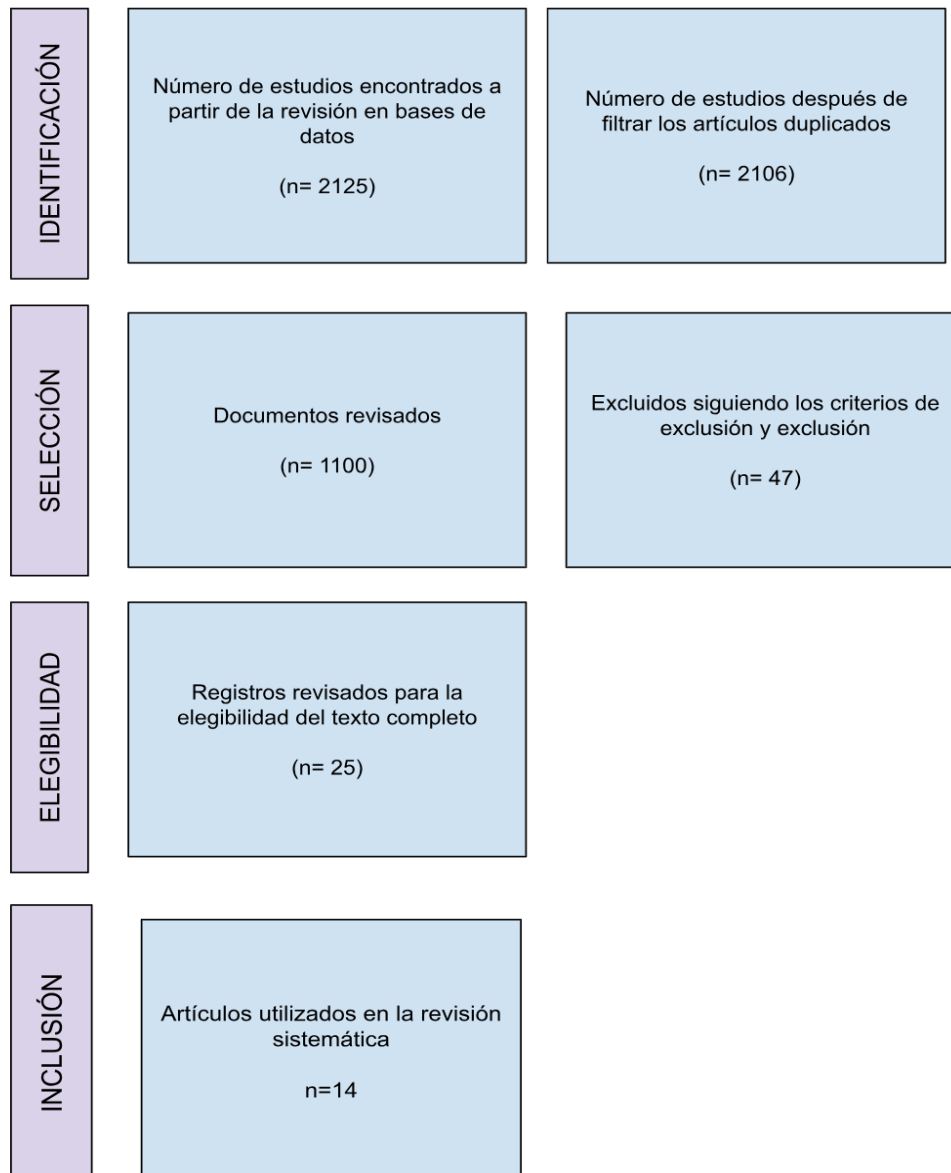 IDENTIFICACIÓN
Número de estudios encontrados a
partir de la revisión en bases de
datos
(n= 2125)
Número de estudios después de
filtrar los artículos duplicados
(n= 2106)
SELECCIÓN
Documentos revisados
(n= 1100)
Excluidos siguiendo los criterios de
exclusión y exclusión
(n= 47)
ELEGIBILIDAD
Registros revisados para la
elegibilidad del texto completo
(n= 25)
INCLUSIÓN
Artículos utilizados en la revisión
sistemática
n=14